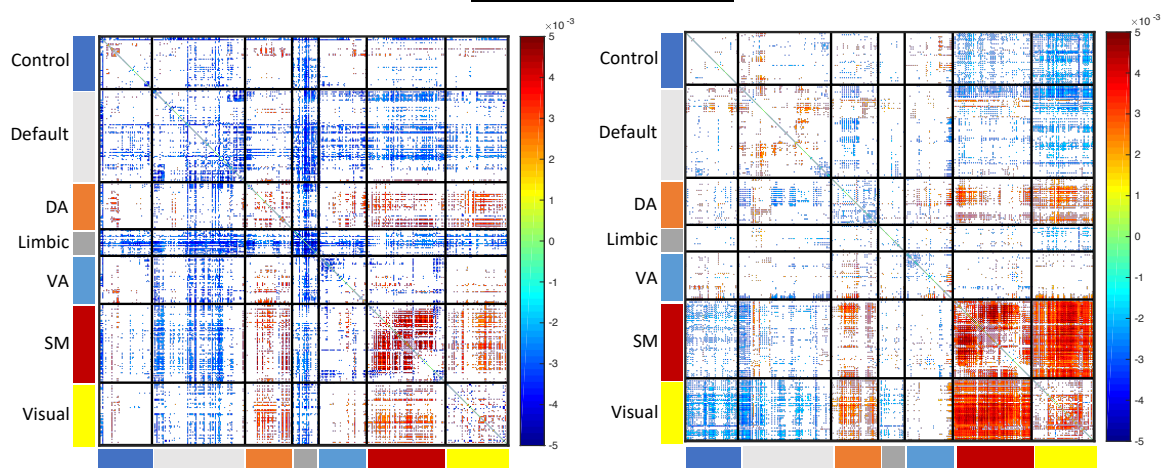 ×10⁻³
Control
Default
DA
Limbic
VA
SM
Visual
5
4
3
2
1
0
-1
-2
-3
-4
-5
×10⁻³
Control
Default
DA
Limbic
VA
SM
Visual
5
4
3
2
1
0
-1
-2
-3
-4
-5